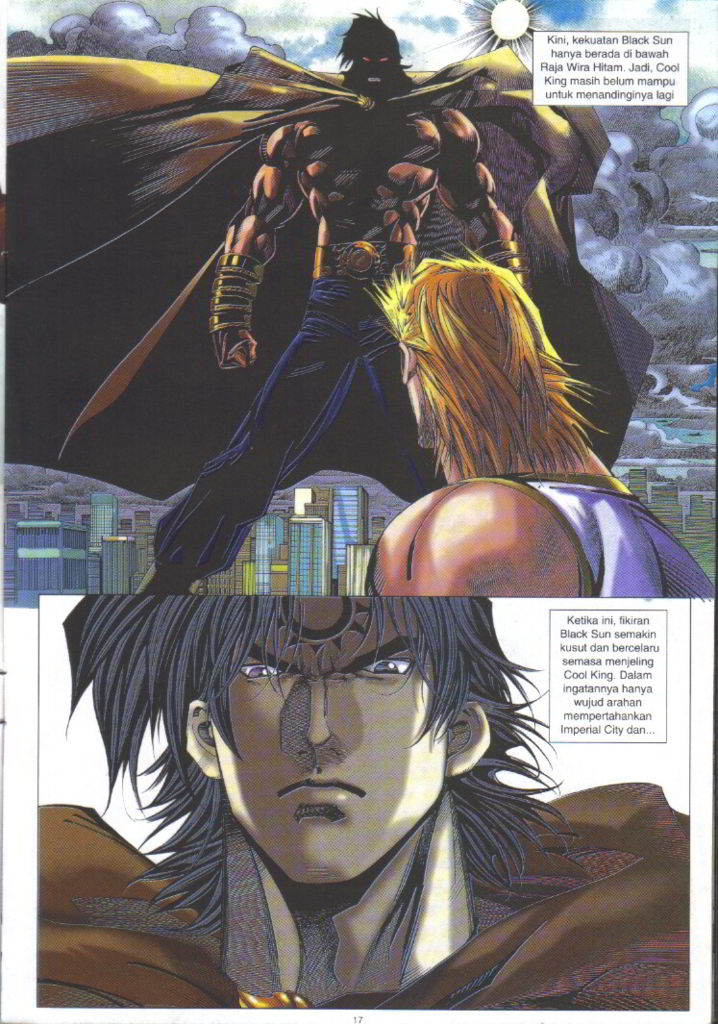 Kini, kekuatan Black Sun
hanya berada di bawah
Raja Wira Hitam. Jadi, Cool
King masih belum mampu
untuk menandinginya lagi
Ketika ini, fikiran
Black Sun semakin
kusut dan bercelaru
semasa menjeling
Cool King. Dalam
ingatannya hanya
wujud arahan
mempertahankan
Imperial City dan...
17